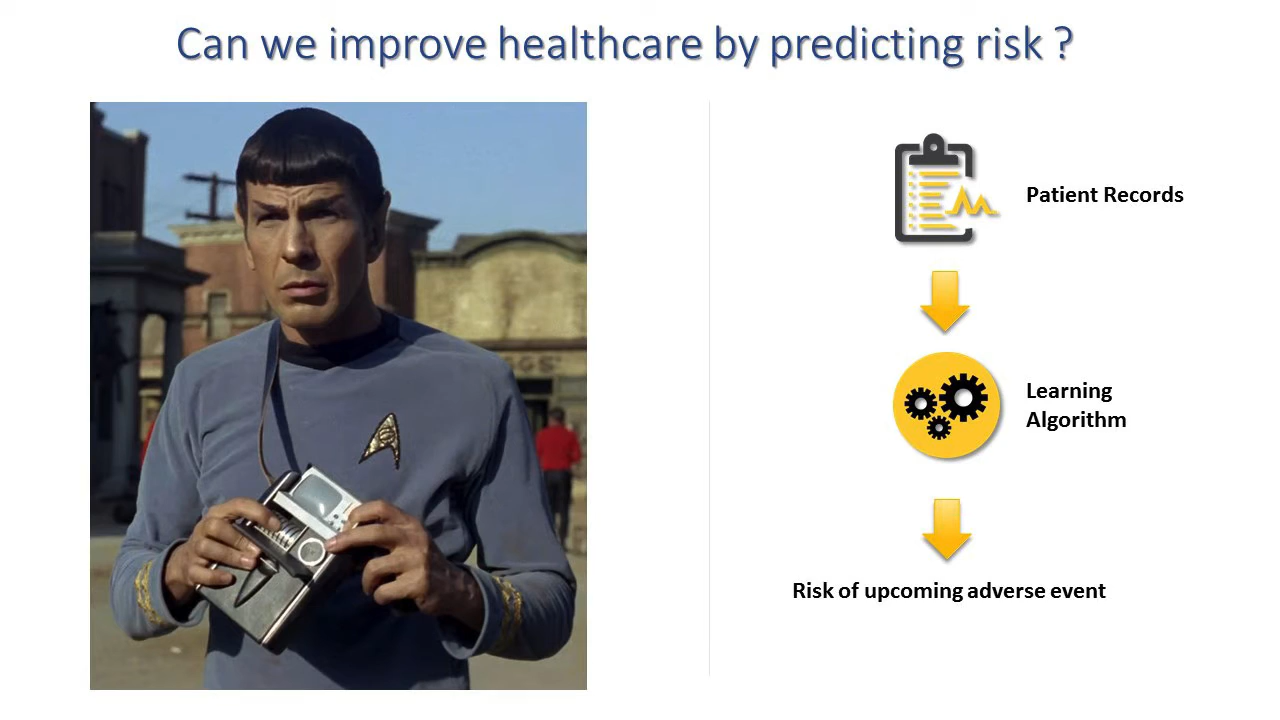 Can we improve healthcare by predicting risk ?
Patient Records
Learning
Algorithm
Risk of upcoming adverse event